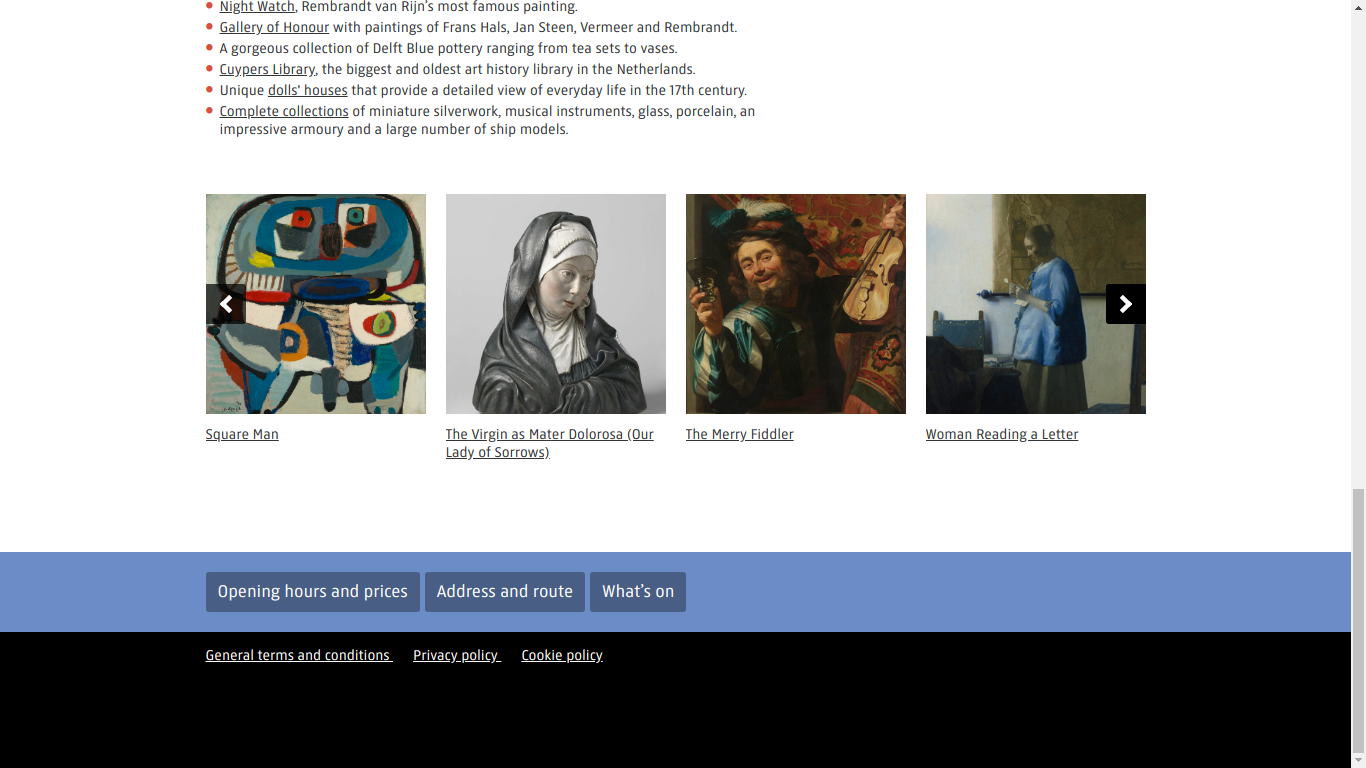 Night Watch, Rembrandt van Rijn's most famous painting.
Gallery of Honour with paintings of Frans Hals, Jan Steen, Vermeer and Rembrandt.
A gorgeous collection of Delft Blue pottery ranging from tea sets to vases.
Cuypers Library, the biggest and oldest art history library in the Netherlands.
Unique dolls' houses that provide a detailed view of everyday life in the 17th century.
Complete collections of miniature silverwork, musical instruments, glass, porcelain, an
impressive armoury and a large number of ship models.
Square Man
The Virgin as Mater Dolorosa (Our
Lady of Sorrows)
The Merry Fiddler
Woman Reading a Letter
Opening hours and prices
Address and route
What's on
General terms and conditions
Privacy policy
Cookie policy